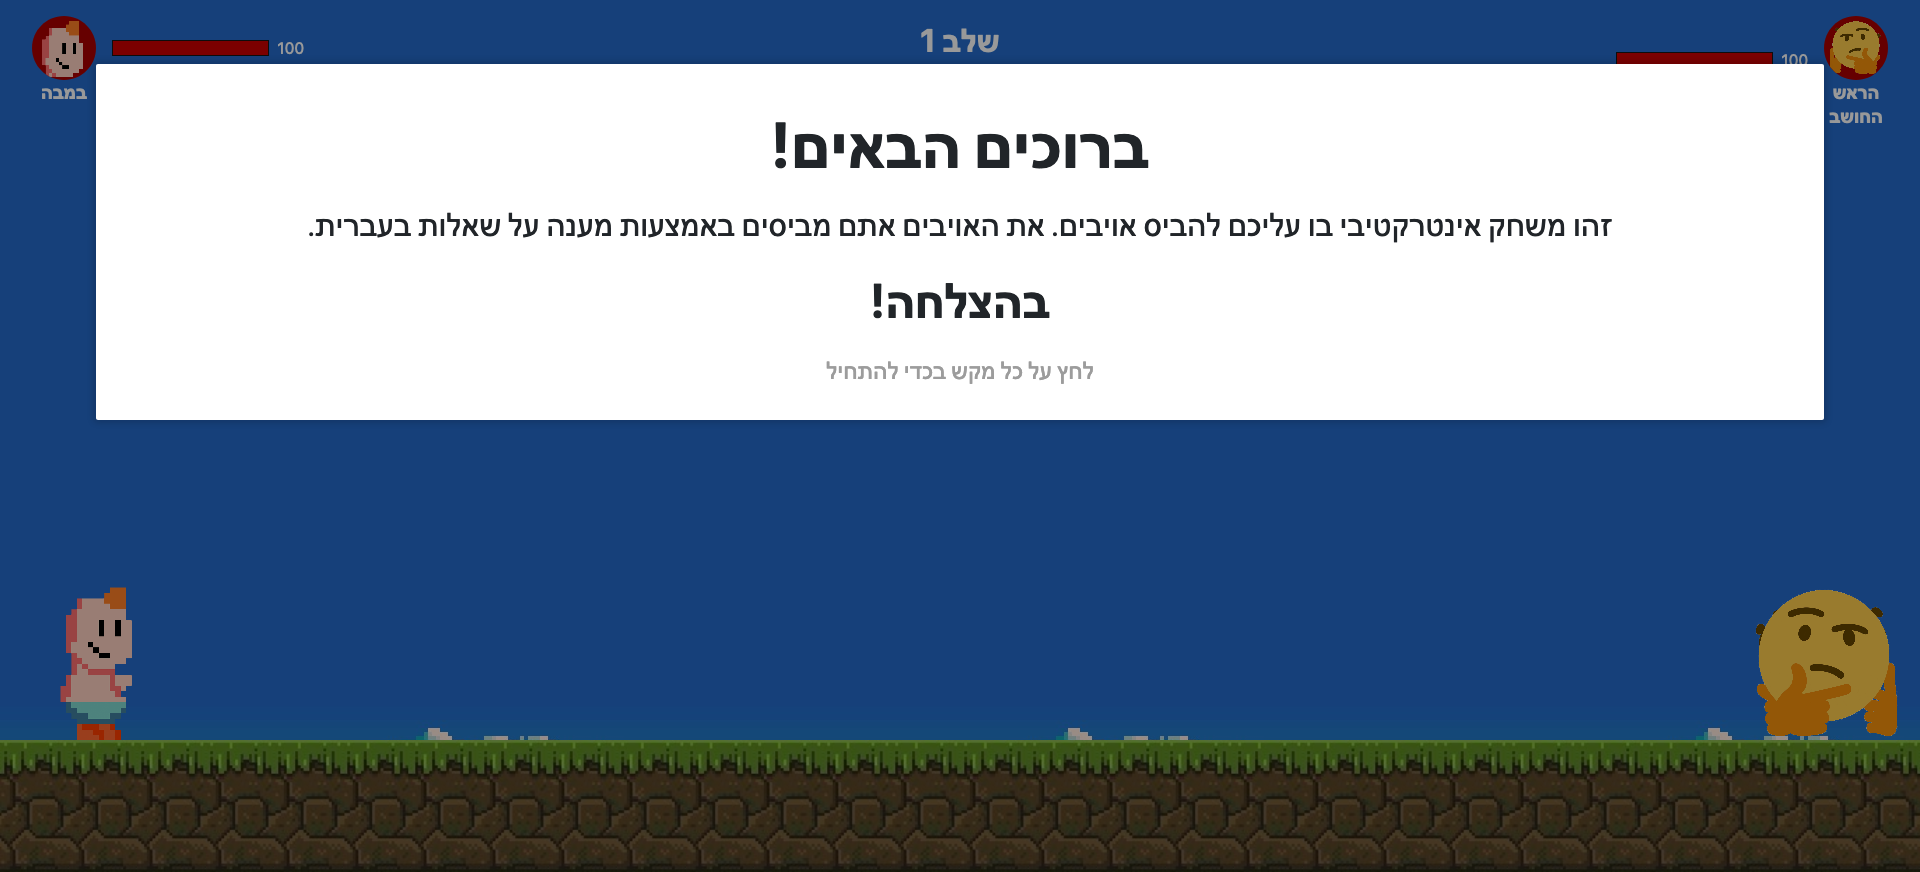 שלב 1
100
במבה
100
הראש
החושב
ברוכים הבאים!
זהו משחק אינטרקטיבי בו עליכם להביס אויבים. את האויבים אתם מביסים באמצעות מענה על שאלות בעברית.
בהצלחה!
לחץ על כל מקש בכדי להתחיל